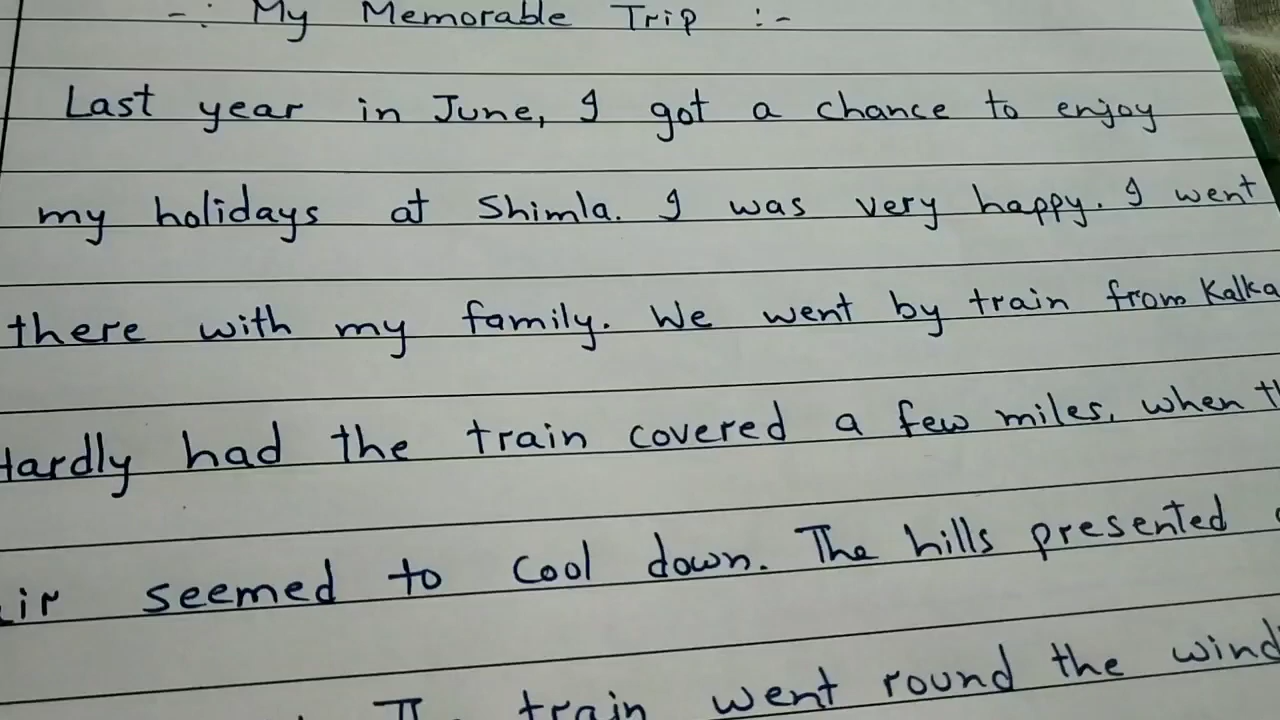 -: My Memorable Trip :-
Last year in June, I got a chance to enjoy
my holidays at Shimla. I was very happy. I went
there with my family. We went by train from Kalka
Hardly had the train covered a few miles, when
seemed to cool down. The hills presented
train went round the